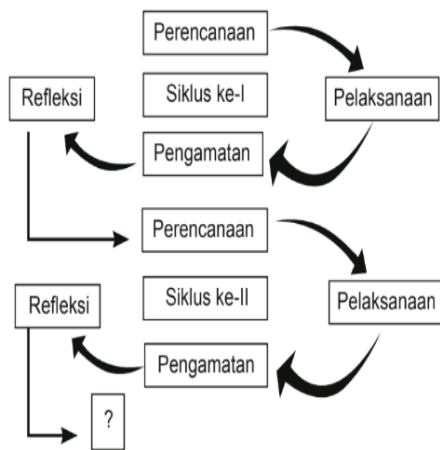 Perencanaan
Refleksi
Siklus ke-I
Pelaksanaan
Pengamatan
Perencanaan
Refleksi
Siklus ke-II
Pelaksanaan
Pengamatan
?